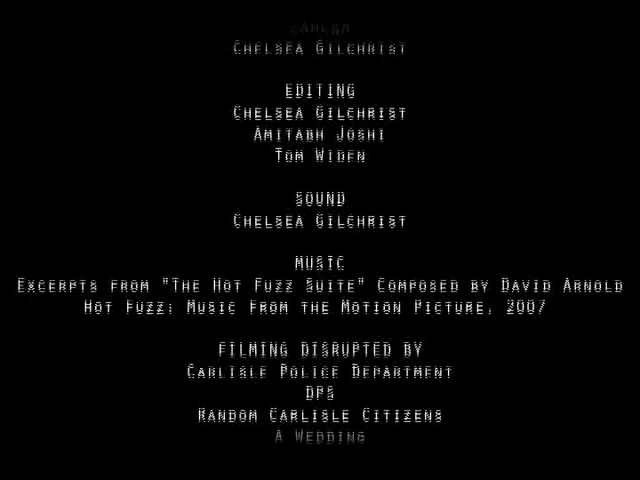 CAMERA
CHELSEA GILCHRIST
EDITING
CHELSEA GILCHRIST
AMITABH JOSHI
TOM WIDEN
SOUND
CHELSEA GILCHRIST
MUSIC
EXCERPTS FROM "THE HOT FUZZ SUITE" COMPOSED BY DAVID ARNOLD
HOT FUZZ: MUSIC FROM THE MOTION PICTURE, 2007
FILMING DISRUPTED BY
CARLISLE POLICE DEPARTMENT
DPS
RANDOM CARLISLE CITIZENS
A WEDDING